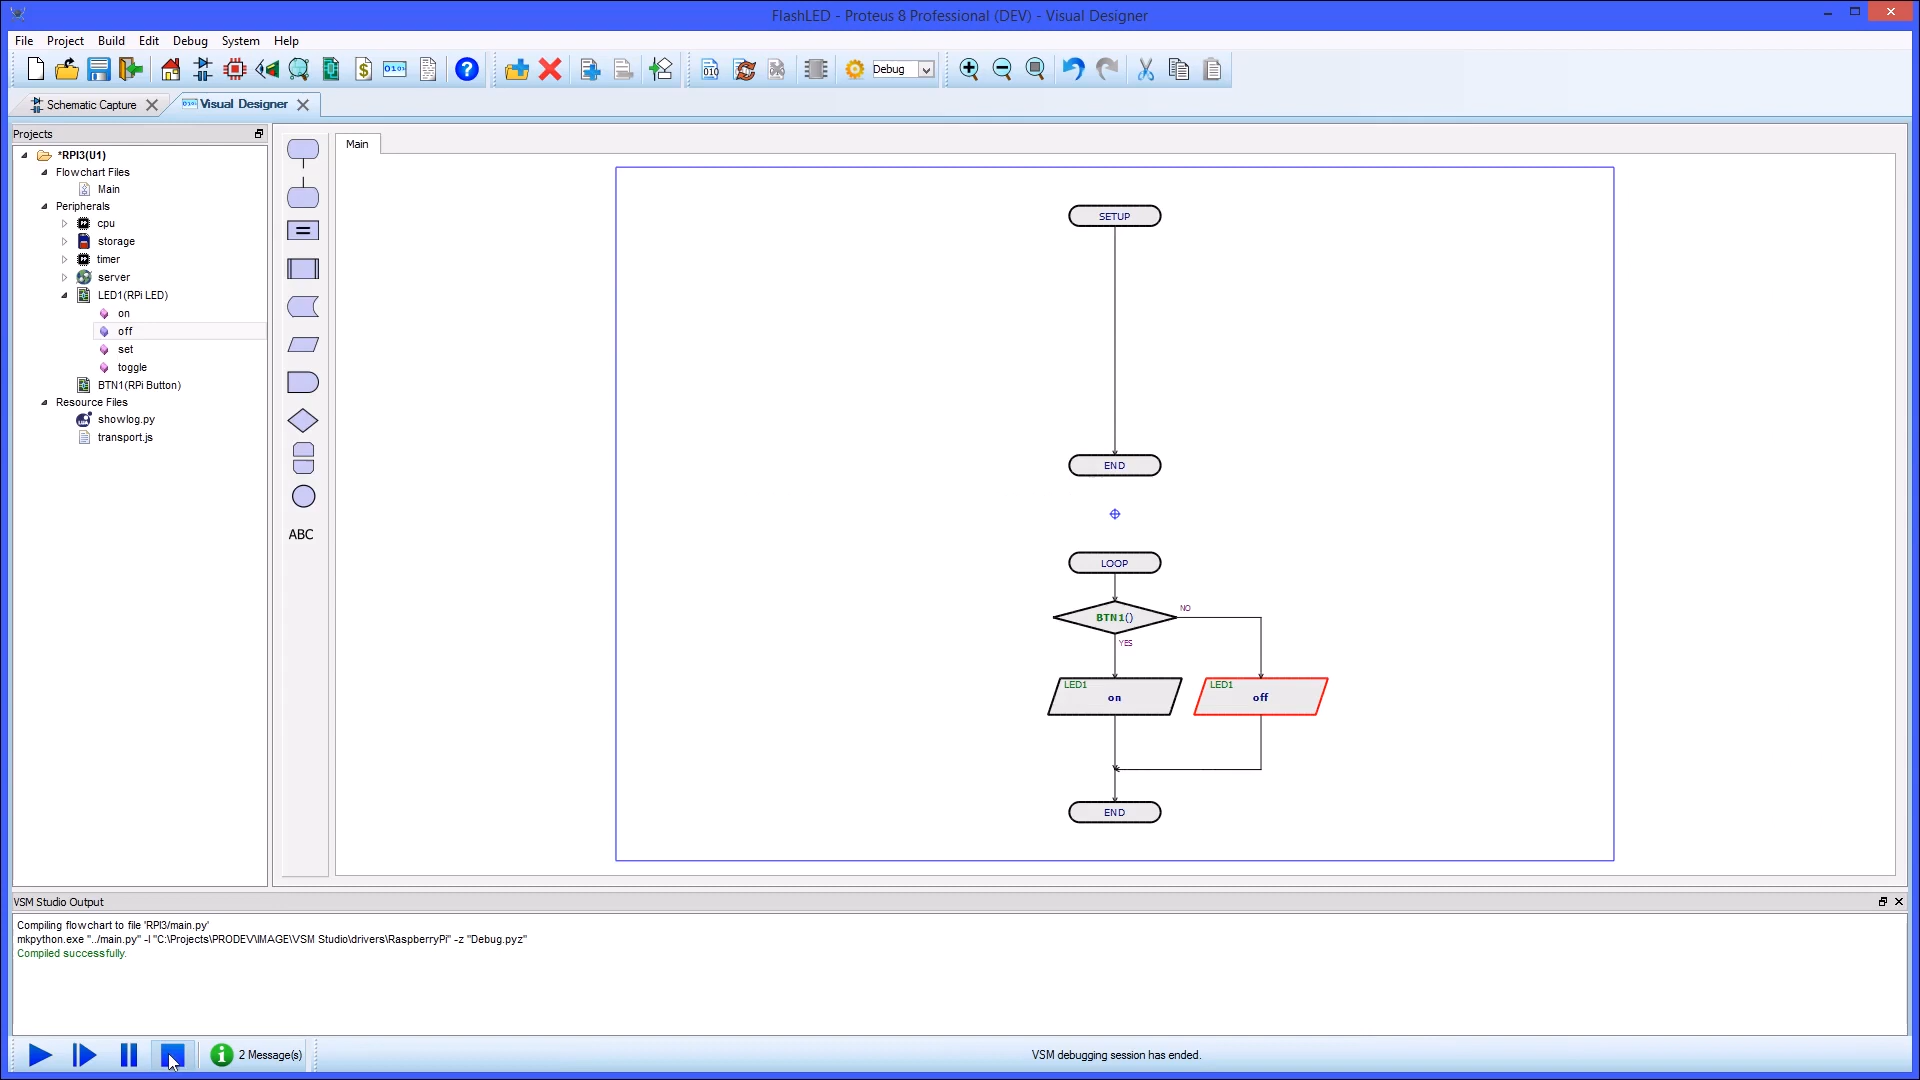 FlashLED - Proteus 8 Professional (DEV) - Visual Designer
File Project Build Edit Debug System Help
Debug
Schematic Capture
Visual Designer
Projects
*RPI3(U1)
Flowchart Files
Main
Peripherals
cpu
storage
timer
server
LED1(RPi LED)
on
off
set
toggle
BTN1(RPi Button)
Resource Files
showlog.py
transport.js
ABC
Main
SETUP
END
LOOP
BTN1()
NO
YES
LED1
on
LED1
off
END
VSM Studio Output
Compiling flowchart to file 'RPI3/main.py'
mkpython.exe "../main.py" -l "C:\Projects\PRODEV\IMAGE\VSM Studio\drivers\RaspberryPi" -z "Debug.pyz"
Compiled successfully.
2 Message(s)
VSM debugging session has ended.